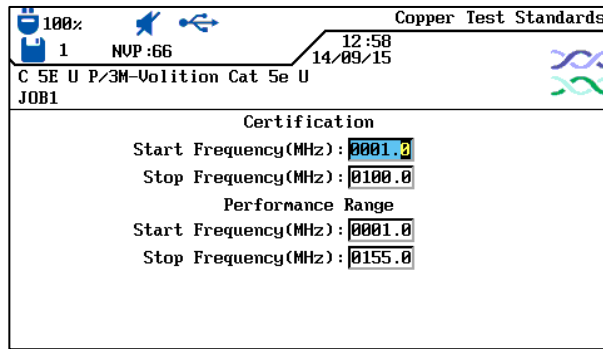 100%
Copper Test Standards
1 NVP:66
12:58
14/09/15
C 5E U P/3M-Volition Cat 5e U
JOB1
Certification
Start Frequency(MHz):0001.0
Stop Frequency(MHz):0100.0
Performance Range
Start Frequency(MHz):0001.0
Stop Frequency(MHz):0155.0